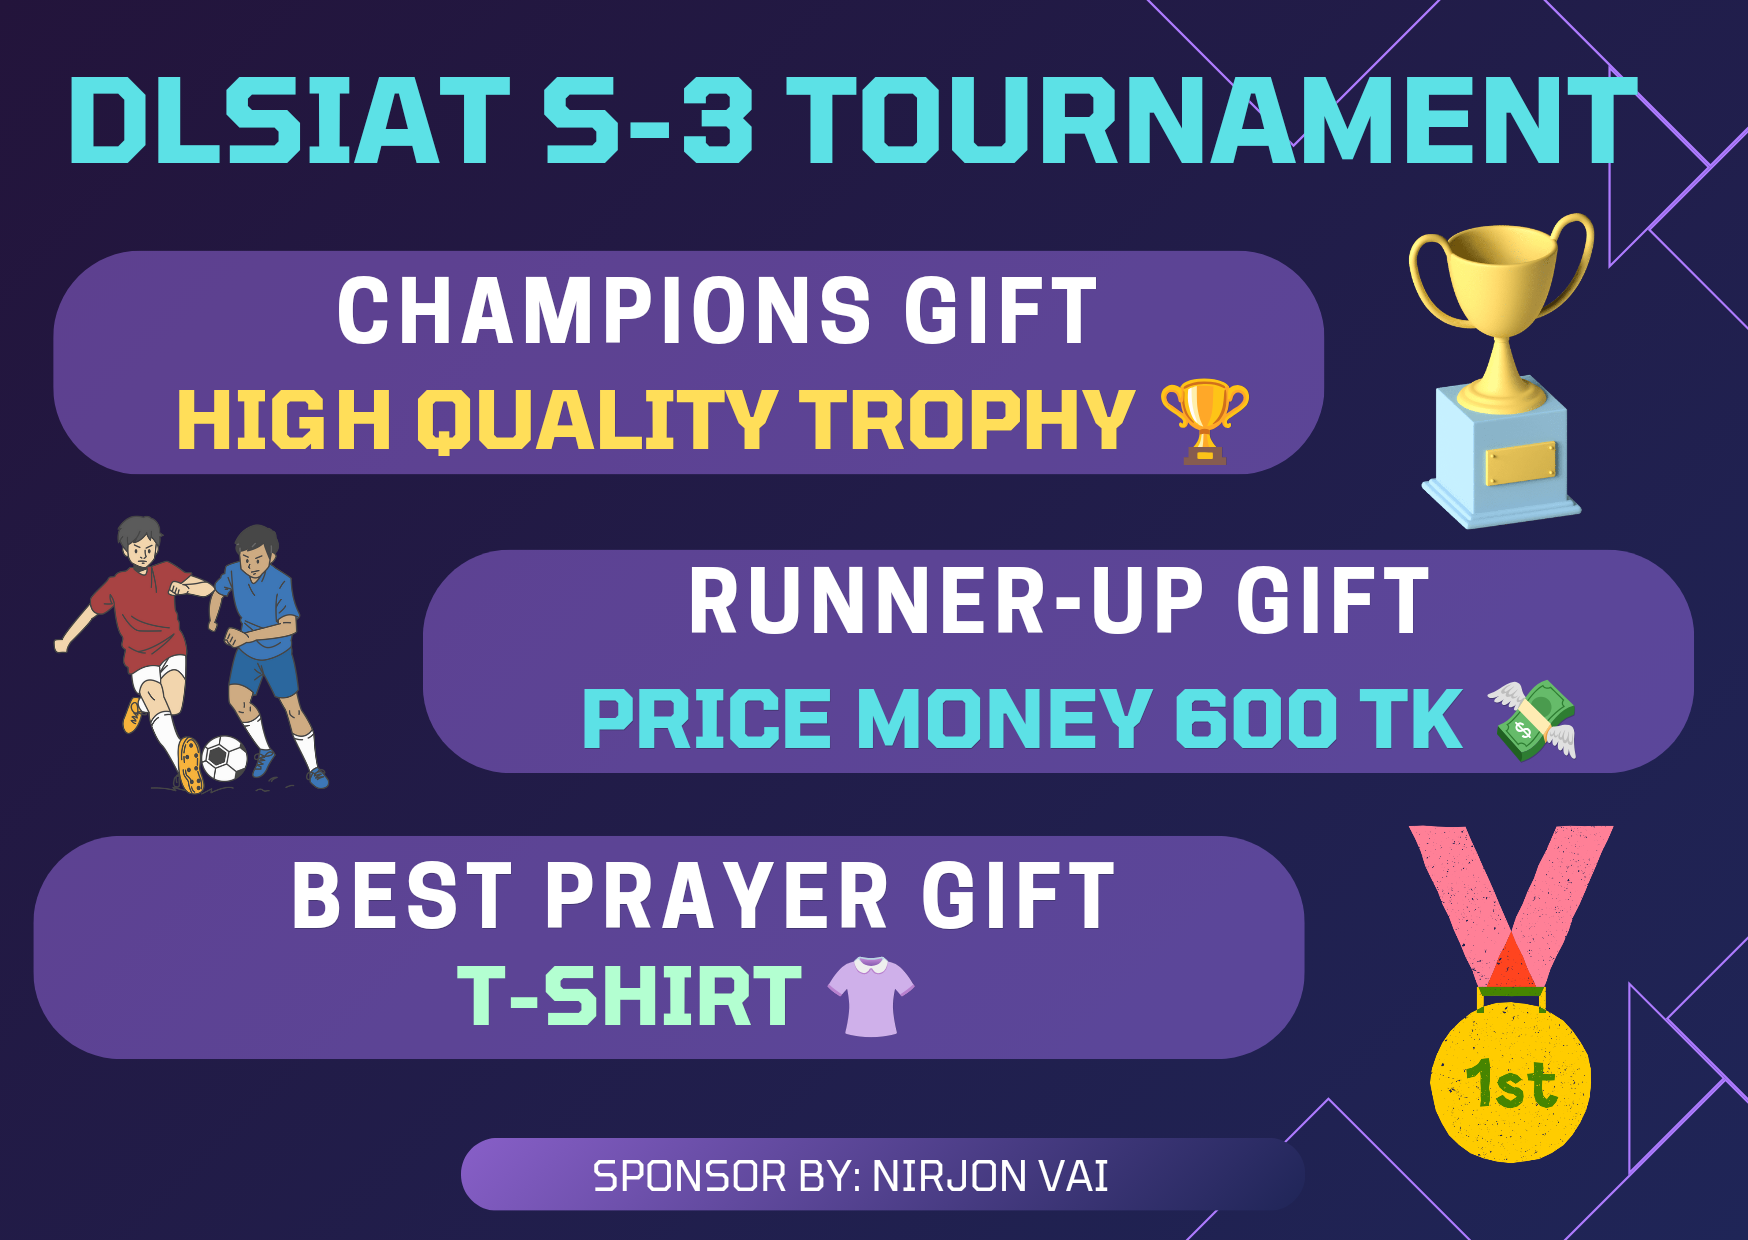 DLSIAT S-3 TOURNAMENT
CHAMPIONS GIFT
HIGH QUALITY TROPHY 🏆
RUNNER-UP GIFT
PRICE MONEY 600 TK 💸
BEST PRAYER GIFT
T-SHIRT 👚
1st
SPONSOR BY: NIRJON VAI